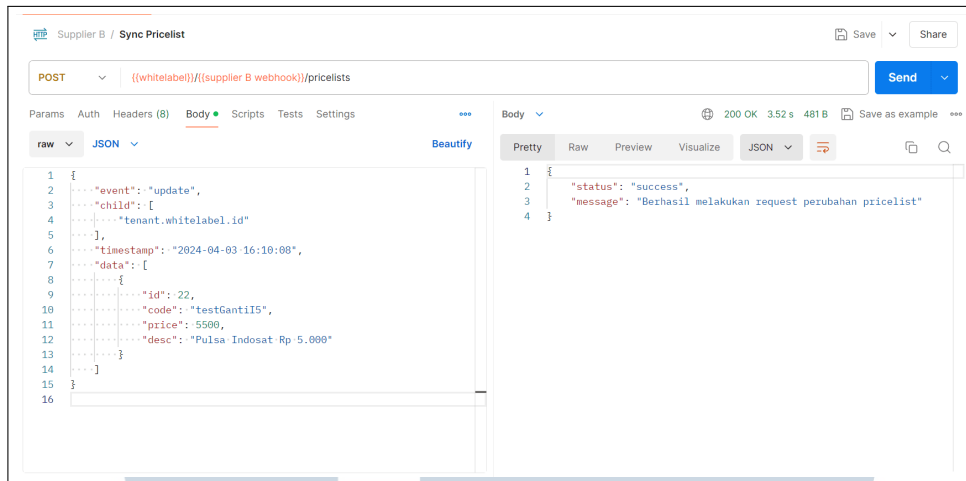 HTTP Supplier B / Sync Pricelist Save Share
POST {{whitelabel}}/{{supplier B webhook}}/pricelists Send
Params Auth Headers (8) Body Scripts Tests Settings
raw JSON Beautify
1 {
2 "event": "update",
3 "child": [
4 "tenant.whitelabel.id"
5 ],
6 "timestamp": "2024-04-03 16:10:08",
7 "data": [
8 {
9 "id": 22,
10 "code": "testGantiI5",
11 "price": 5500,
12 "desc": "Pulsa Indosat Rp 5.000"
13 }
14 ]
15 }
16
Body 200 OK 3.52 s 481 B Save as example
Pretty Raw Preview Visualize JSON
1 {
2 "status": "success",
3 "message": "Berhasil melakukan request perubahan pricelist"
4 }